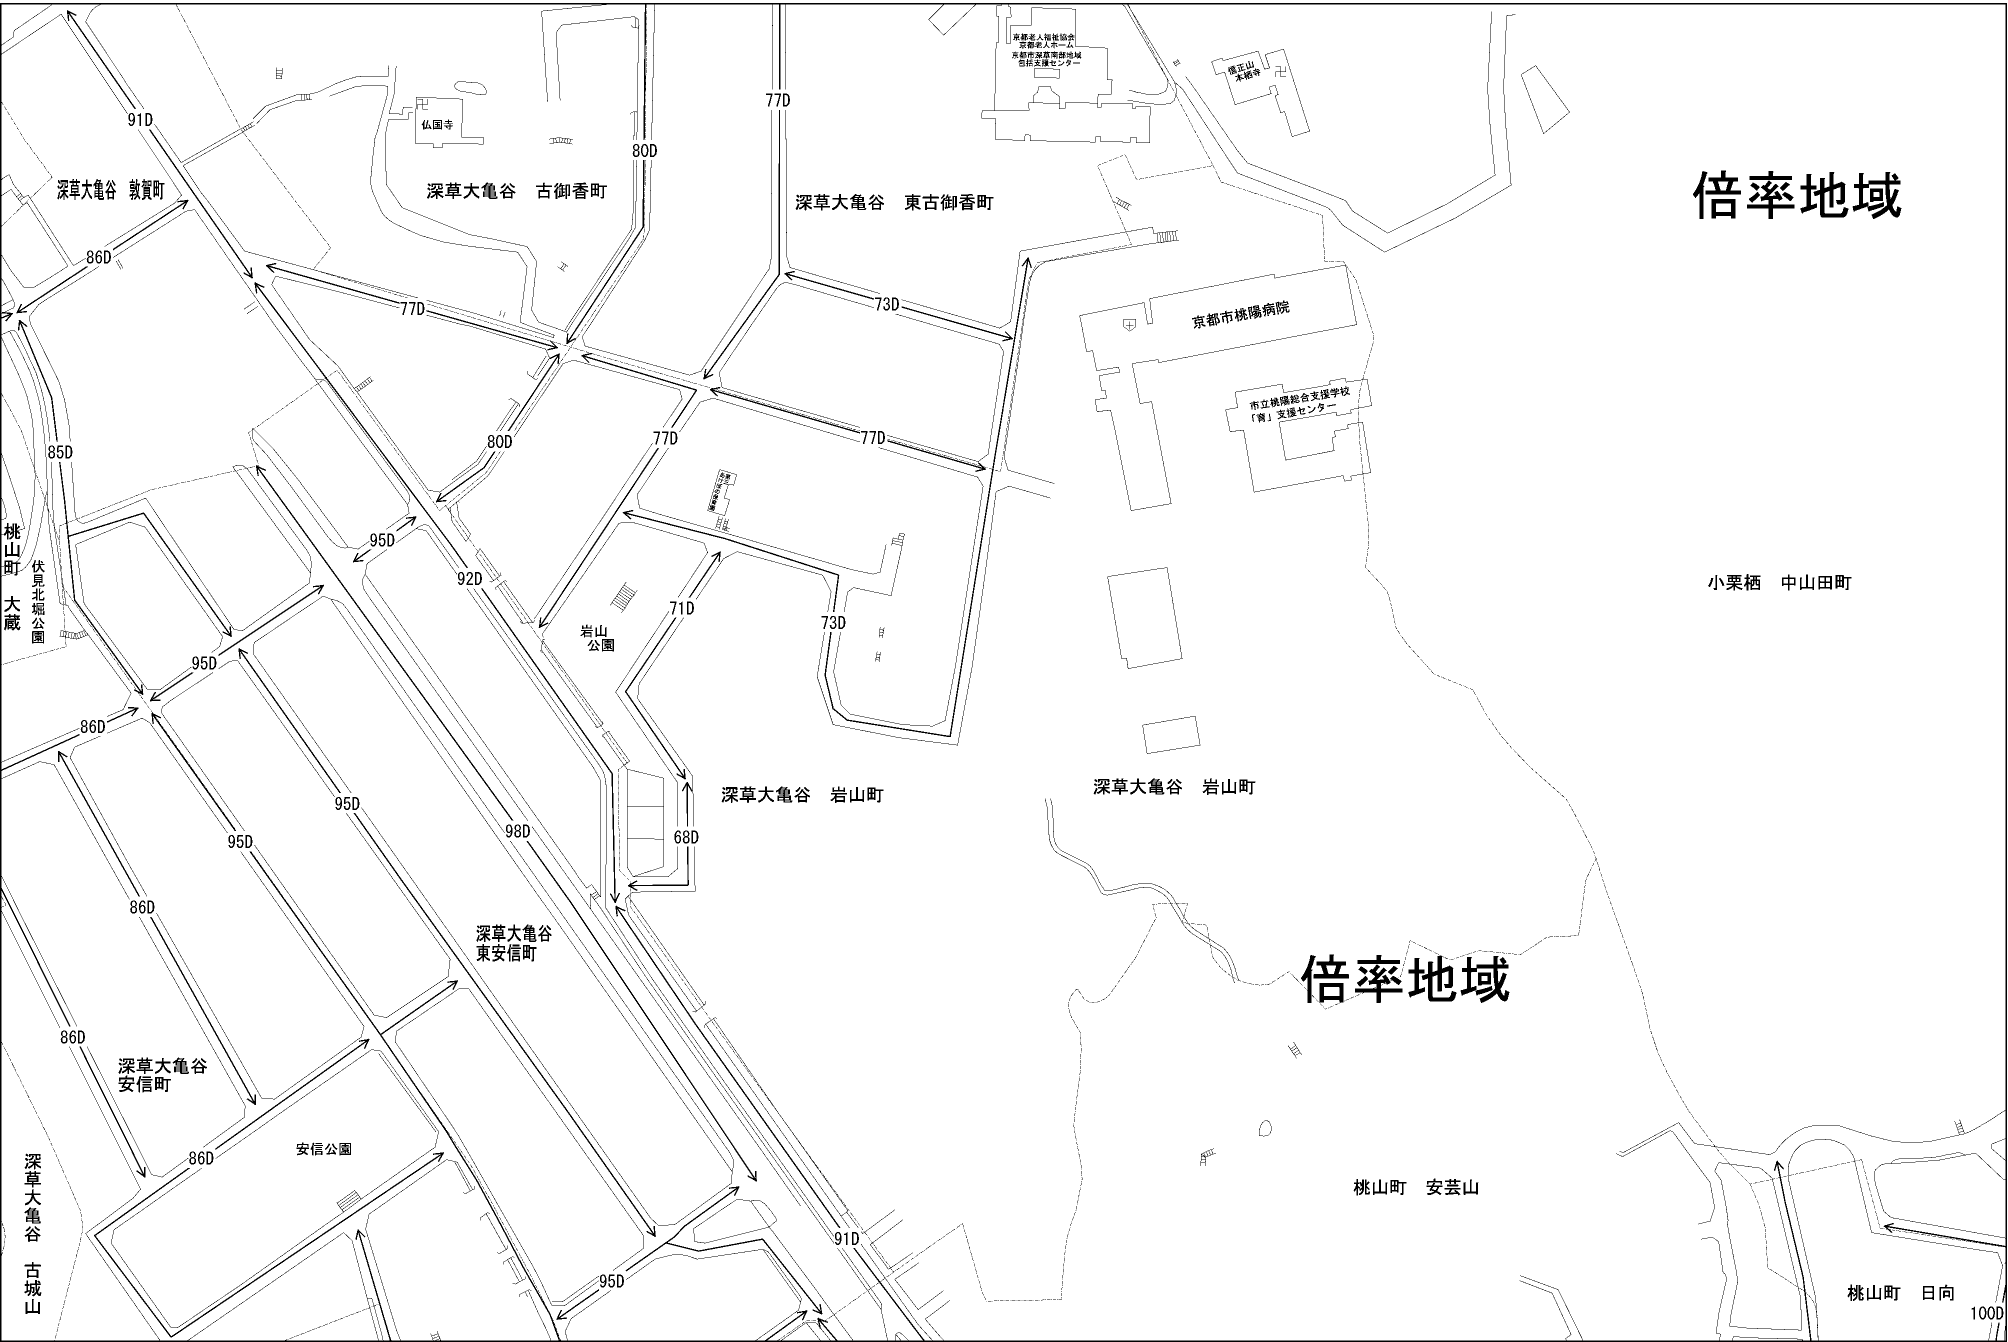 京都老人福祉協会
京都老人ホーム
京都市深草南部地域
包括支援センター
信正山
本栖寺
77D
91D
仏国寺
80D
深草大亀谷 敦賀町
深草大亀谷 古御香町
深草大亀谷 東古御香町
倍率地域
86D
77D
73D
京都市桃陽病院
市立桃陽総合支援学校
「育」支援センター
85D
80D
77D
77D
95D
92D
桃山町 大蔵
伏見北堀公園
71D
73D
岩山
公園
小栗栖 中山田町
95D
86D
深草大亀谷 岩山町
深草大亀谷 岩山町
95D
95D
98D
68D
86D
深草大亀谷
東安信町
倍率地域
86D
深草大亀谷
安信町
安信公園
86D
深草大亀谷 古城山
桃山町 安芸山
91D
95D
桃山町 日向
100D